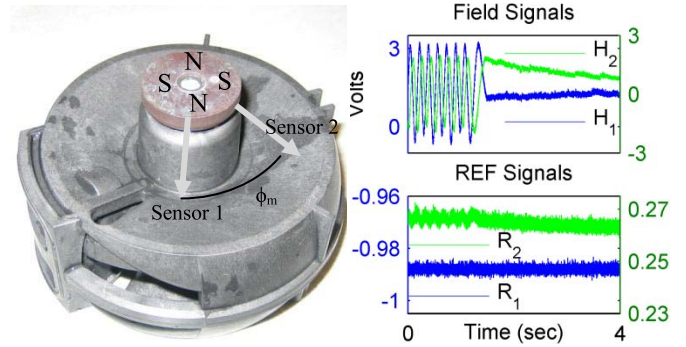 N
S S
N
Sensor 2
Sensor 1
ϕm
Field Signals
3 3
H2
Volts
0
0
H1
-3
REF Signals
-0.96
0.27
R2
-0.98 0.25
R1
-1
0.23
0 Time (sec) 4